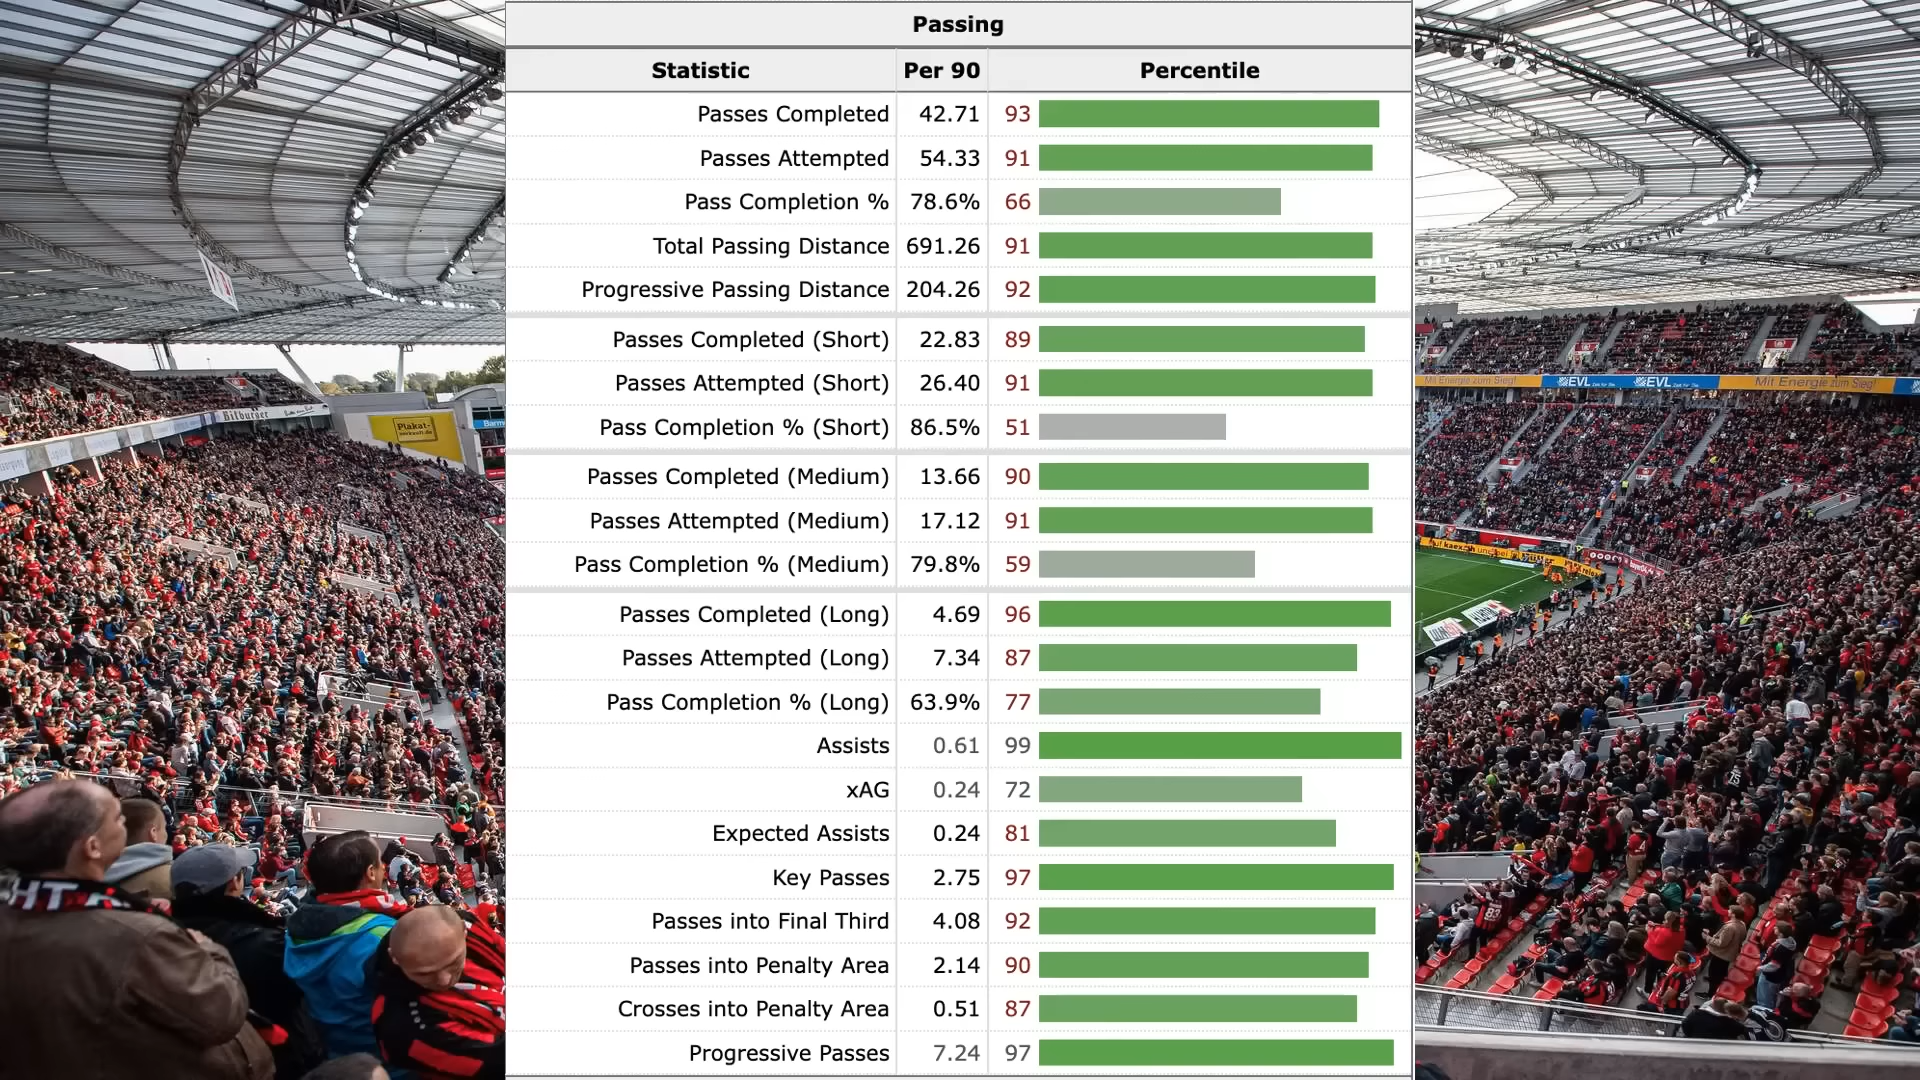 Passing
Statistic Per 90 Percentile
Passes Completed 42.71 93
Passes Attempted 54.33 91
Pass Completion % 78.6% 66
Total Passing Distance 691.26 91
Progressive Passing Distance 204.26 92
Passes Completed (Short) 22.83 89
Passes Attempted (Short) 26.40 91
Pass Completion % (Short) 86.5% 51
Passes Completed (Medium) 13.66 90
Passes Attempted (Medium) 17.12 91
Pass Completion % (Medium) 79.8% 59
Passes Completed (Long) 4.69 96
Passes Attempted (Long) 7.34 87
Pass Completion % (Long) 63.9% 77
Assists 0.61 99
xAG 0.24 72
Expected Assists 0.24 81
Key Passes 2.75 97
Passes into Final Third 4.08 92
Passes into Penalty Area 2.14 90
Crosses into Penalty Area 0.51 87
Progressive Passes 7.24 97
Bitburger
Plakat-
Mit Energie zum Sieg!
EVL
EVL
Mit Energie zum Sieg!
83